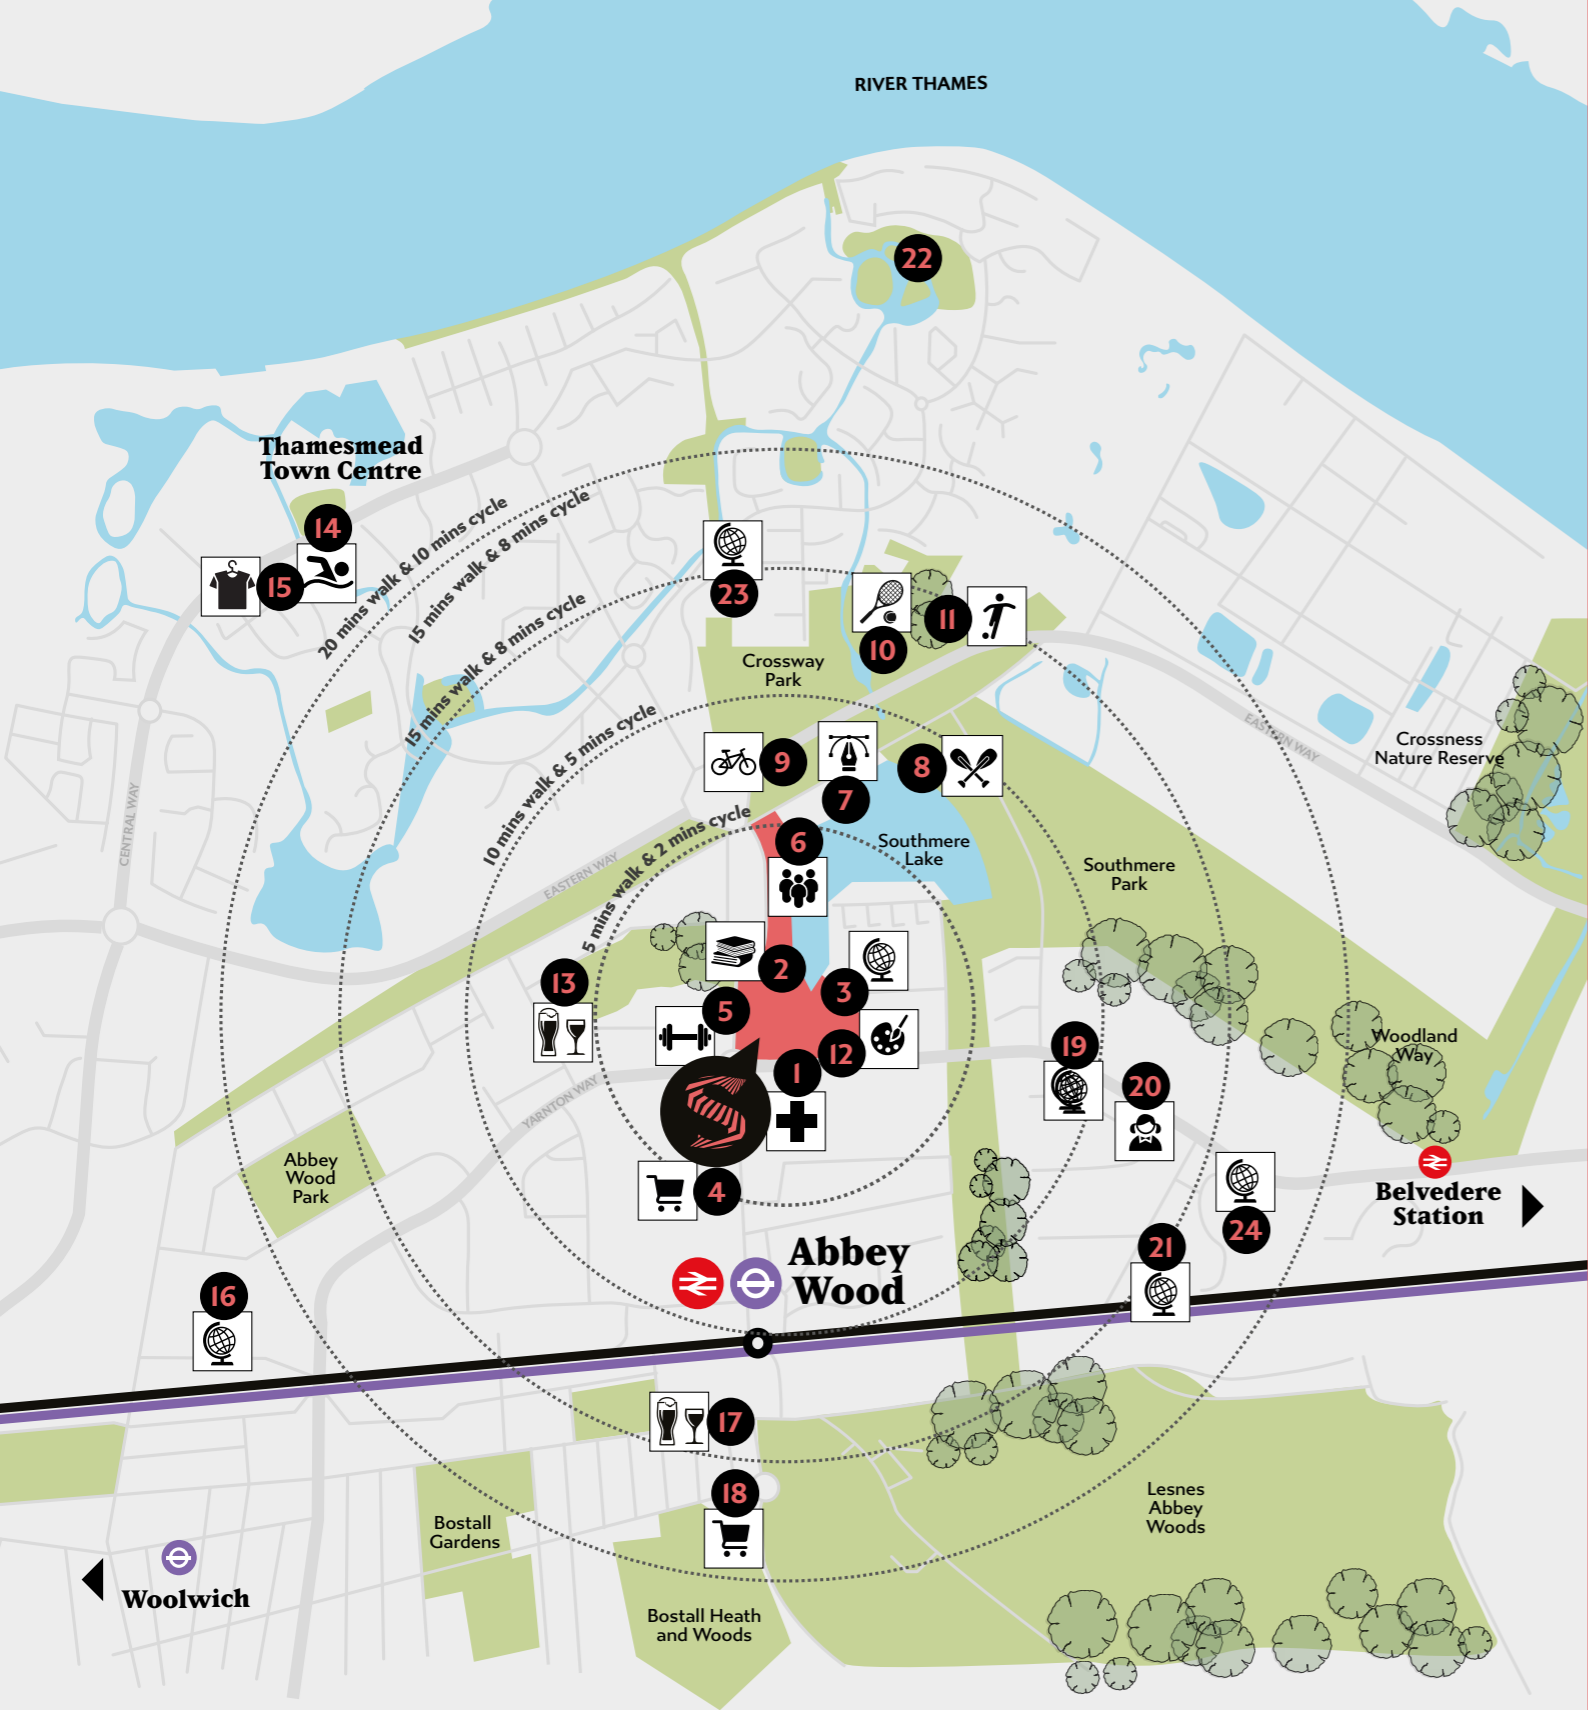 RIVER THAMES
22
Thamesmead
Town Centre
14
15
20 mins walk & 10 mins cycle
15 mins walk & 8 mins cycle
15 mins walk & 8 mins cycle
10 mins walk & 5 mins cycle
5 mins walk & 2 mins cycle
23
10
11
Crossway
Park
CENTRAL WAY
EASTERN WAY
EASTERN WAY
Crossness
Nature Reserve
9
7
8
6
Southmere
Lake
Southmere
Park
13
2
3
5
12
1
19
20
Woodland
Way
YARNTON WAY
Abbey
Wood
Park
4
24
21
Belvedere
Station
Abbey
Wood
16
17
18
Lesnes
Abbey
Woods
Bostall
Gardens
Woolwich
Bostall Heath
and Woods